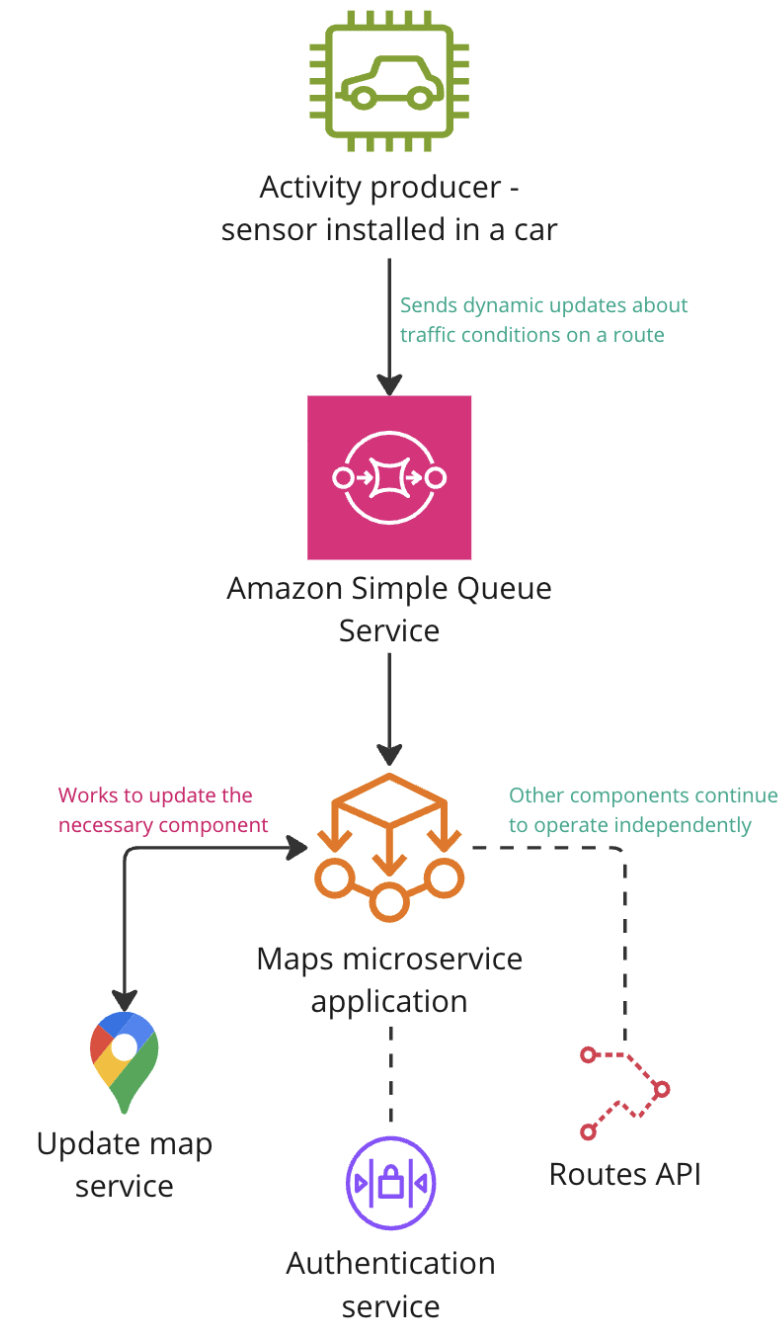 Activity producer -
sensor installed in a car
Sends dynamic updates about
traffic conditions on a route
Amazon Simple Queue
Service
Works to update the
necessary component
Other components continue
to operate independently
Maps microservice
application
Update map
service
Routes API
Authentication
service